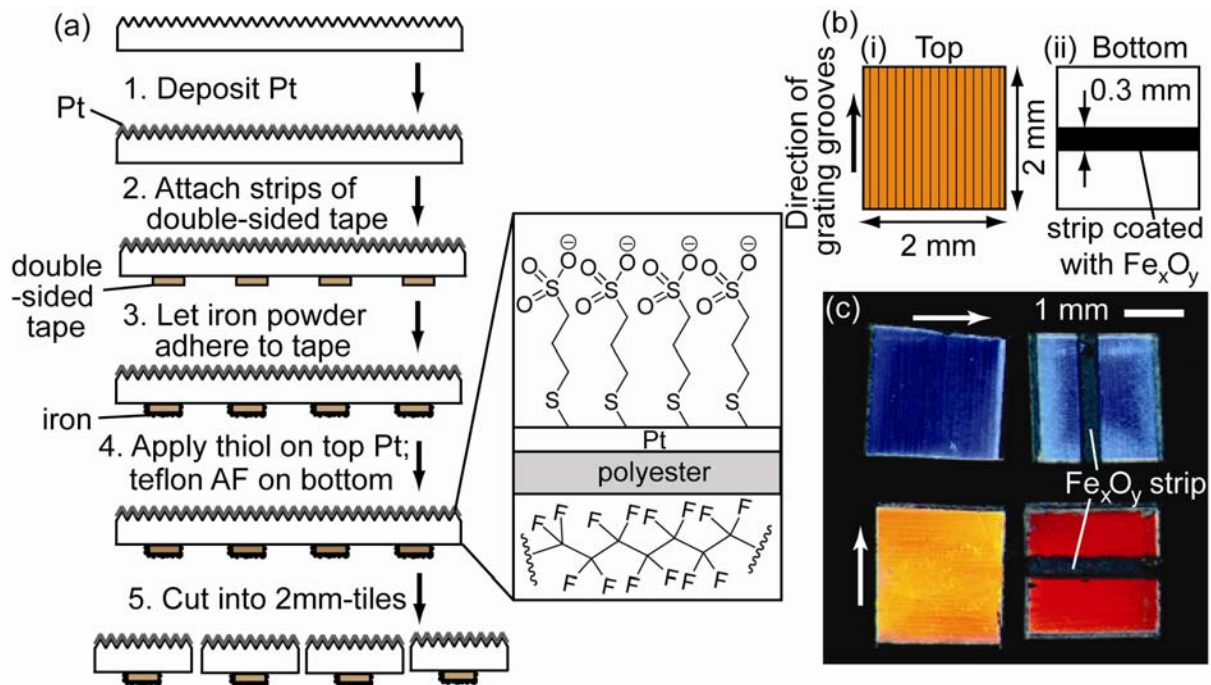 (a)
1. Deposit Pt
Pt
2. Attach strips of
double-sided tape
double
-sided
tape
3. Let iron powder
adhere to tape
iron
4. Apply thiol on top Pt;
teflon AF on bottom
5. Cut into 2mm-tiles
⊖ ⊖ ⊖ ⊖
O O O O
O S O S O S O S
O O O O
S S S S
Pt
polyester
F F F F F F F F
F F F F F F
(b)
(i) Top
Direction of
grating grooves
2 mm
2 mm
(ii) Bottom
0.3 mm
strip coated
with FexOy
(c)
1 mm
FexOy strip